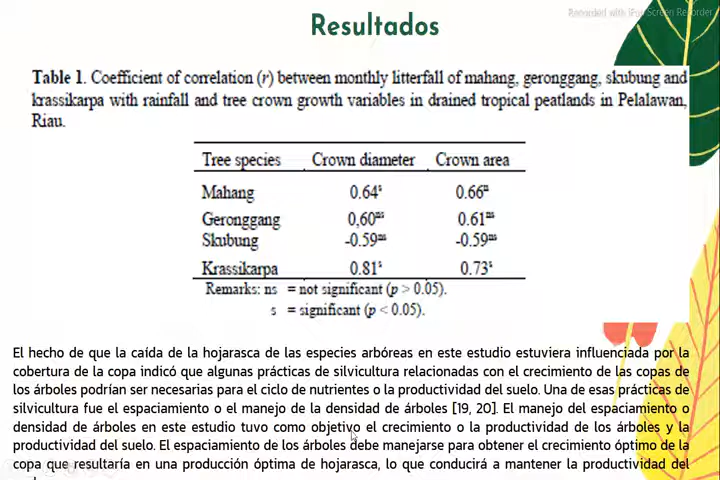 Resultados
Recorded with iFun Screen Recorder
Table 1. Coefficient of correlation (r) between monthly litterfall of mahang, geronggang, skubung and
krassikarpa with rainfall and tree crown growth variables in drained tropical peatlands in Pelalawan,
Riau.
Tree species Crown diameter Crown area
Mahang 0.64s 0.66
Geronggang 0,60ns 0.61ns
Skubung -0.59ns -0.59ns
Krassikarpa 0.81s 0.73s
Remarks: ns = not significant (p > 0.05).
s = significant (p < 0.05).
El hecho de que la caída de la hojarasca de las especies arbóreas en este estudio estuviera influenciada por la
cobertura de la copa indicó que algunas prácticas de silvicultura relacionadas con el crecimiento de las copas de
los árboles podrían ser necesarias para el ciclo de nutrientes o la productividad del suelo. Una de esas prácticas de
silvicultura fue el espaciamiento o el manejo de la densidad de árboles [19, 20]. El manejo del espaciamiento o
densidad de árboles en este estudio tuvo como objetivo el crecimiento o la productividad de los árboles y la
productividad del suelo. El espaciamiento de los árboles debe manejarse para obtener el crecimiento óptimo de la
copa que resultaría en una producción óptima de hojarasca, lo que conducirá a mantener la productividad del